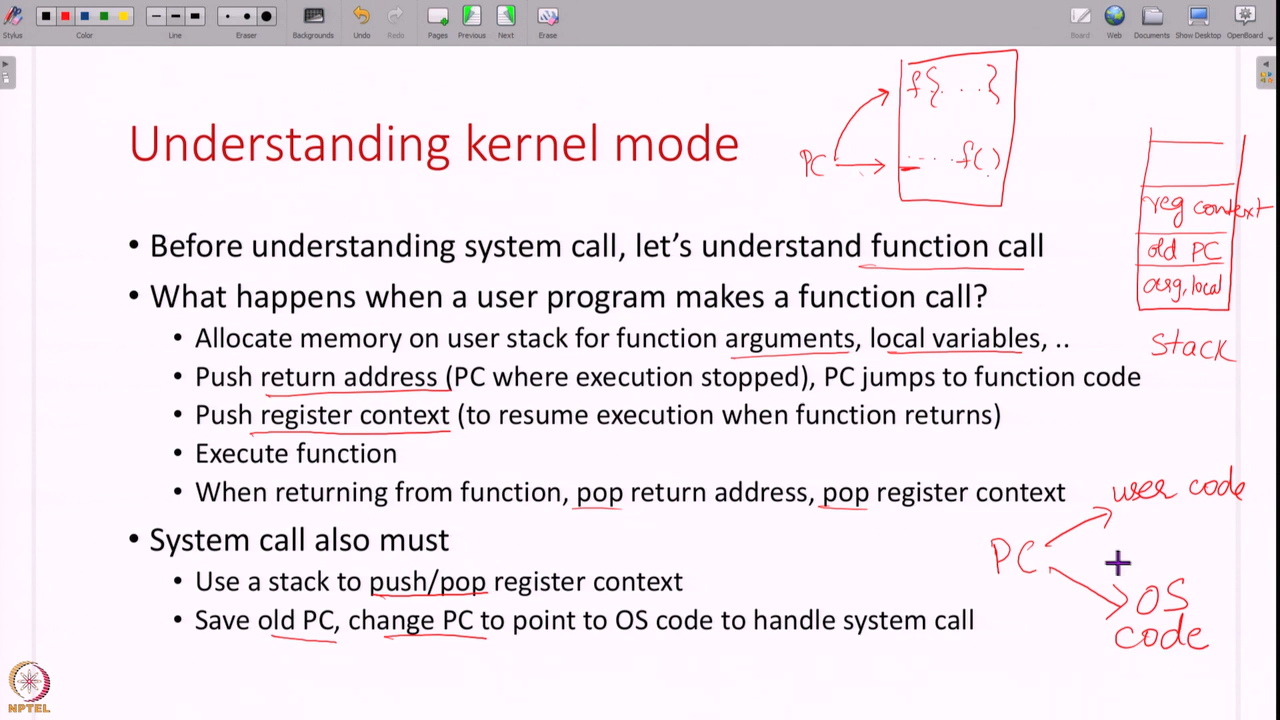 Stylus
Color
Line
Eraser
Backgrounds
Undo
Redo
Pages
Previous
Next
Erase
Board
Web
Documents
Show Desktop
OpenBoard
f{. . . .}
PC
. . . . . f( )
Understanding kernel mode
reg context
old PC
arg, local
Stack
• Before understanding system call, let's understand function call
• What happens when a user program makes a function call?
• Allocate memory on user stack for function arguments, local variables, ..
• Push return address (PC where execution stopped), PC jumps to function code
• Push register context (to resume execution when function returns)
• Execute function
• When returning from function, pop return address, pop register context
• System call also must
• Use a stack to push/pop register context
• Save old PC, change PC to point to OS code to handle system call
user code
PC
OS
code
NPTEL